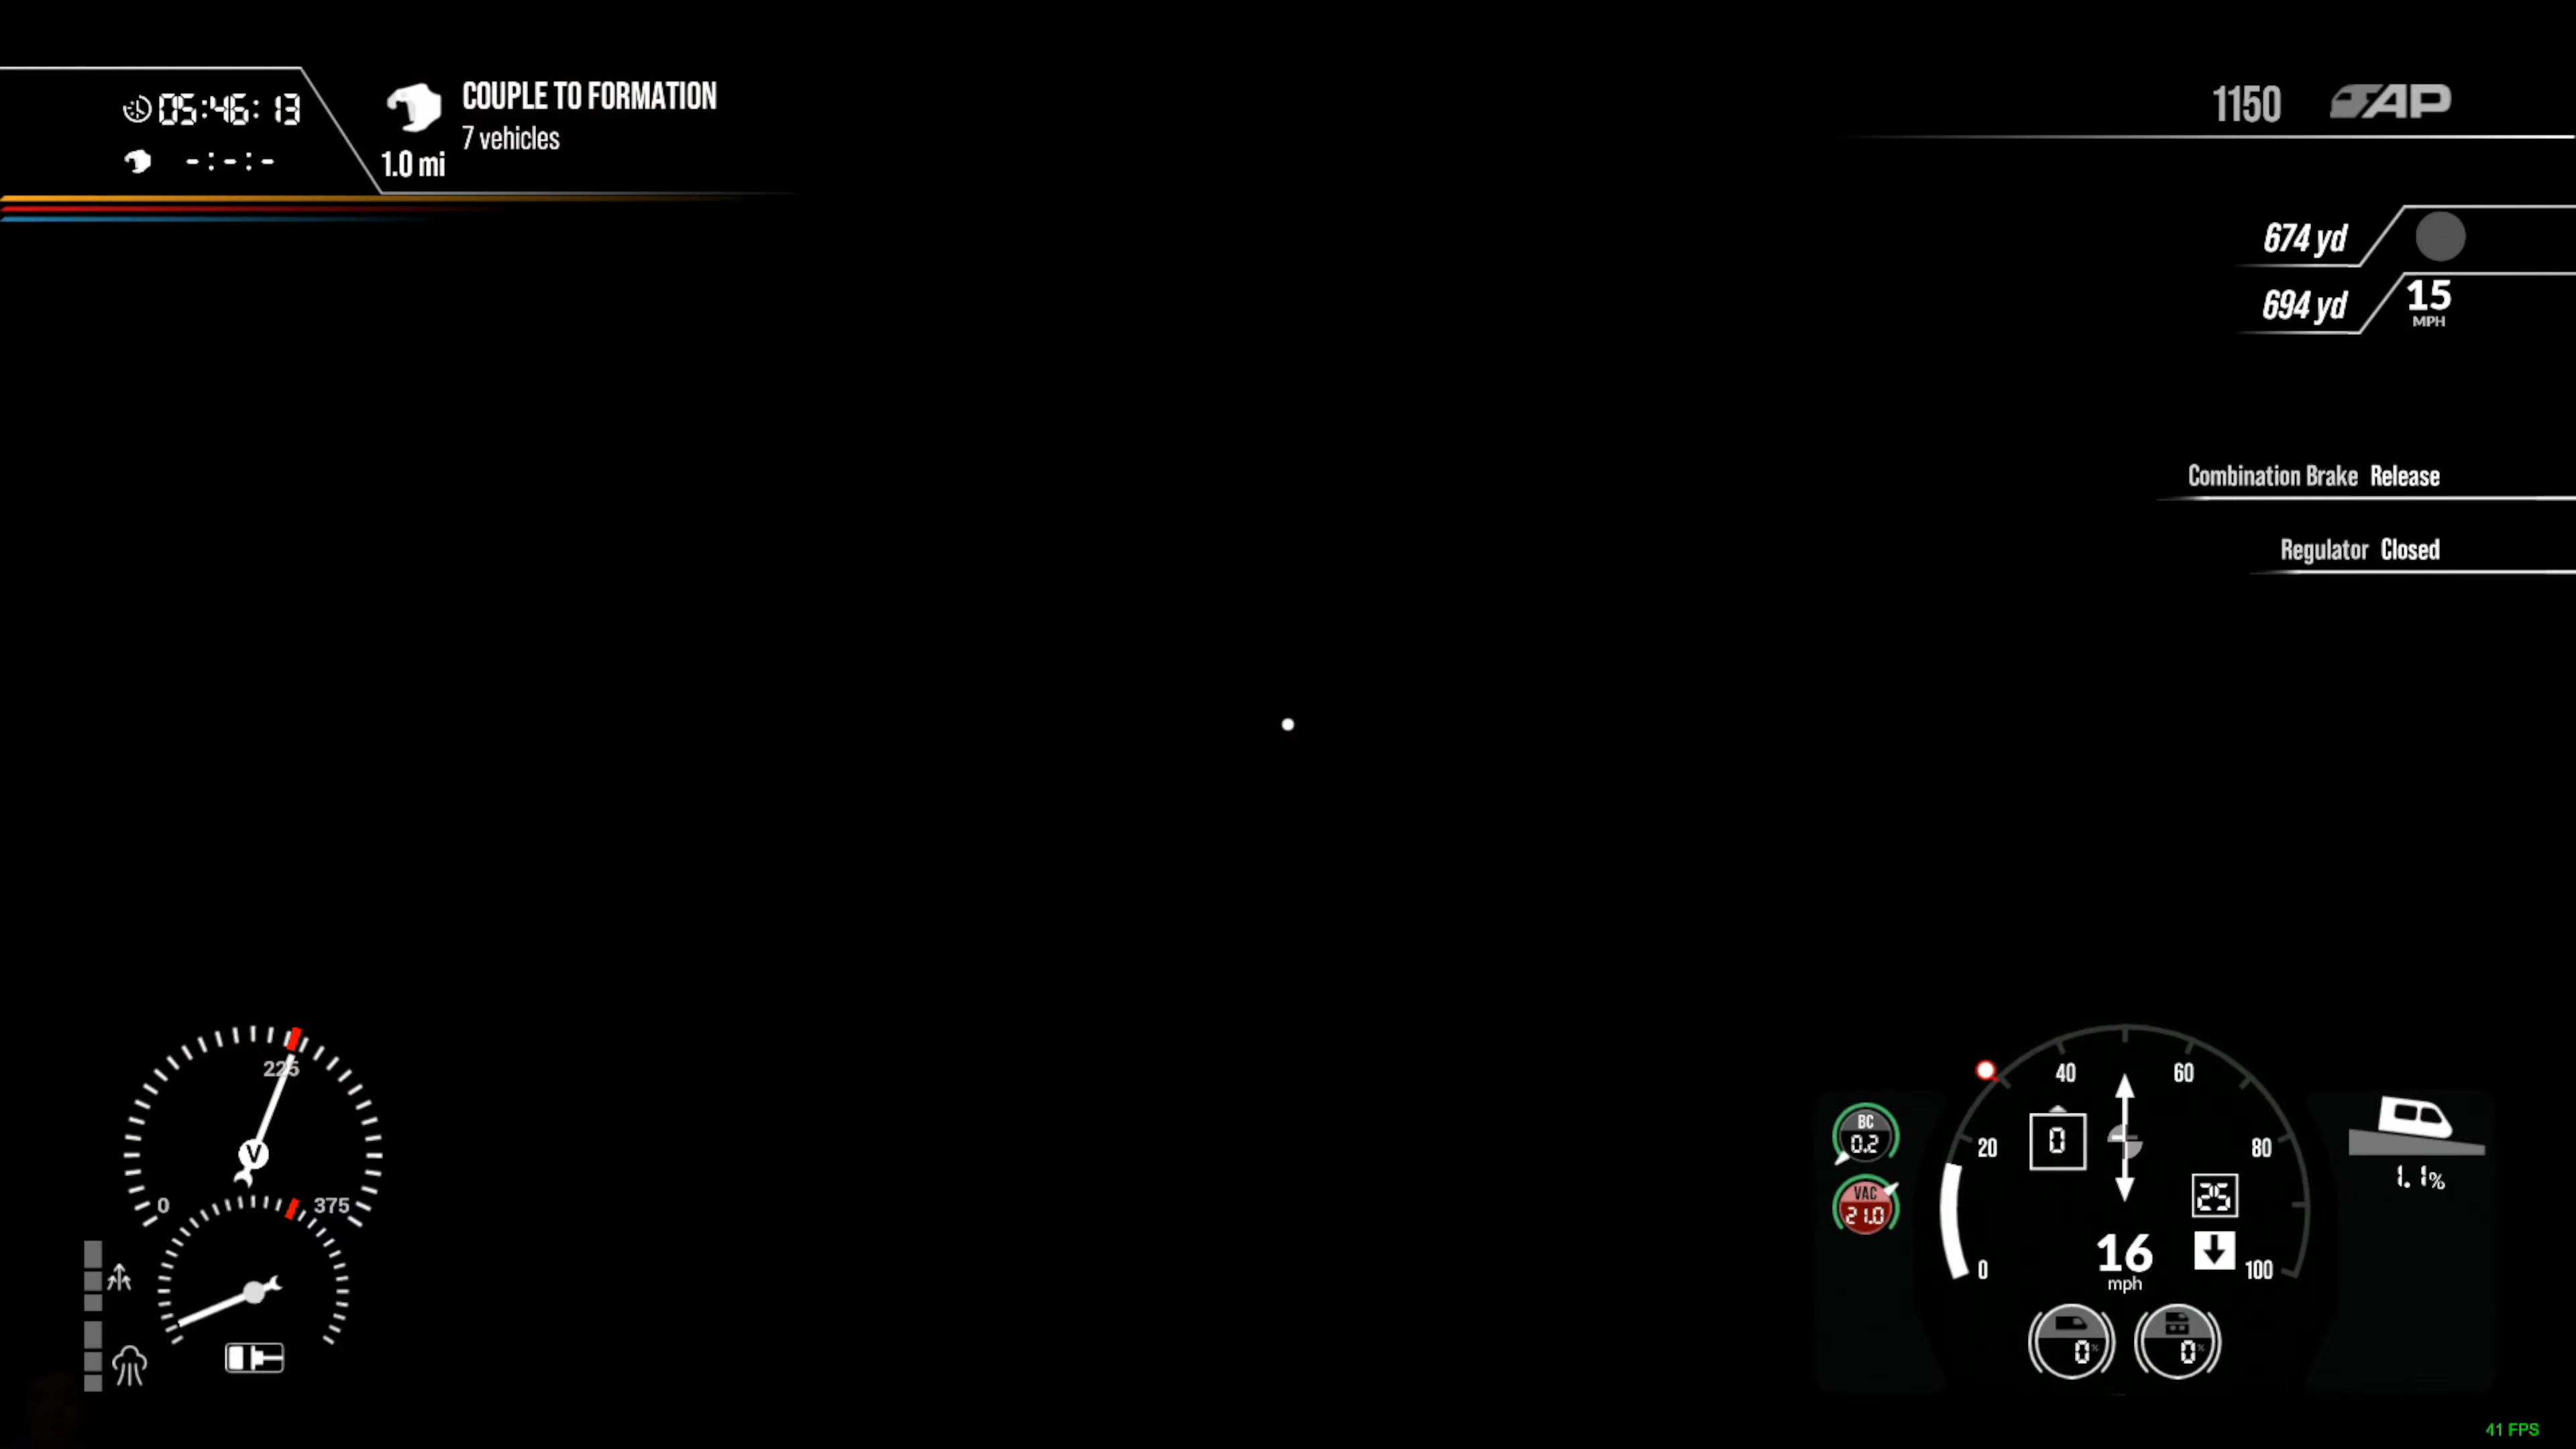 05:46:13
-:-:-
COUPLE TO FORMATION
7 vehicles
1.0 mi
1150 AP
674 yd
694 yd
15
MPH
Combination Brake Release
Regulator Closed
225
V
0
375
BC
0.2
VAC
21.0
40
60
20
80
0
25
16
mph
0
100
0%
0%
1.1%
41 FPS